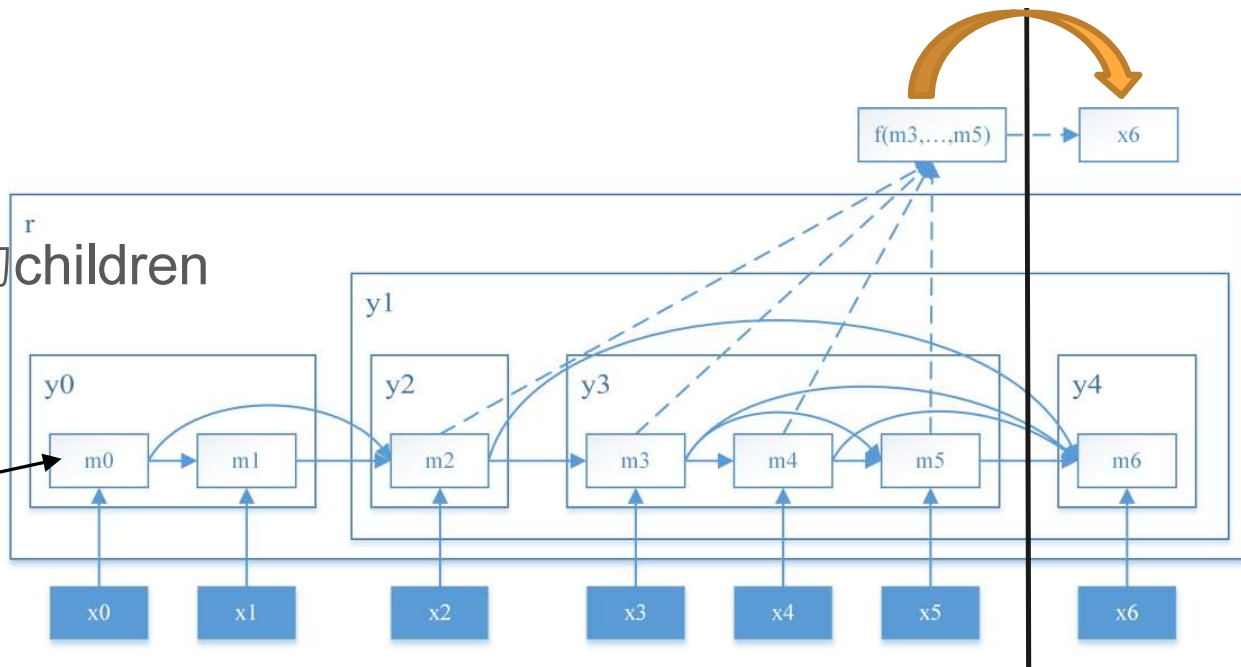 f(m3,...,m5) x6
r
children
y1
y0 y2 y3 y4
m0 m1 m2 m3 m4 m5 m6
x0 x1 x2 x3 x4 x5 x6